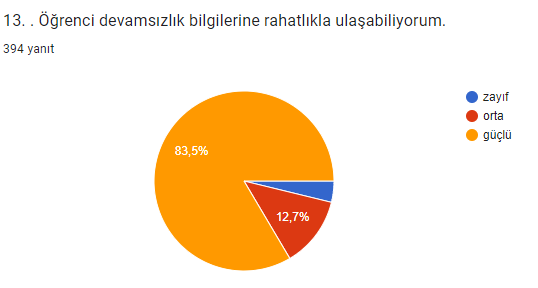 13. . Öğrenci devamsızlık bilgilerine rahatlıkla ulaşabiliyorum.
394 yanıt
zayıf
orta
güçlü
83,5%
12,7%